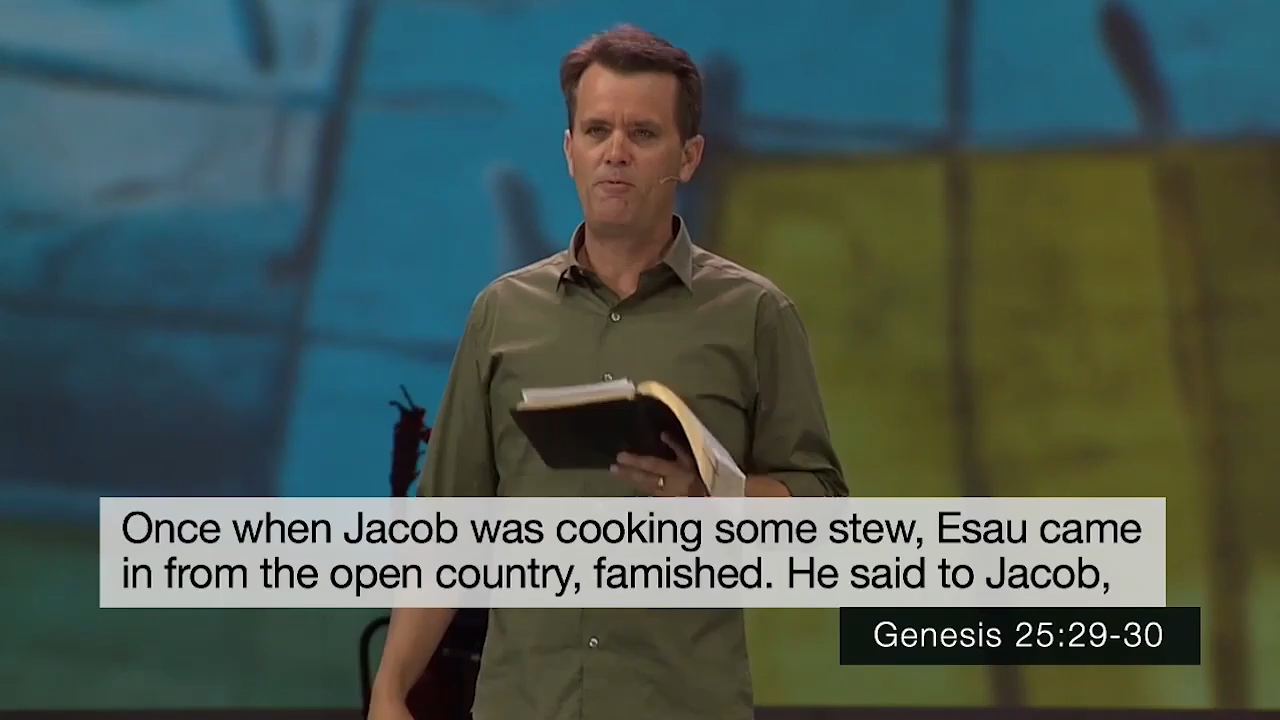 Once when Jacob was cooking some stew, Esau came
in from the open country, famished. He said to Jacob,
Genesis 25:29-30